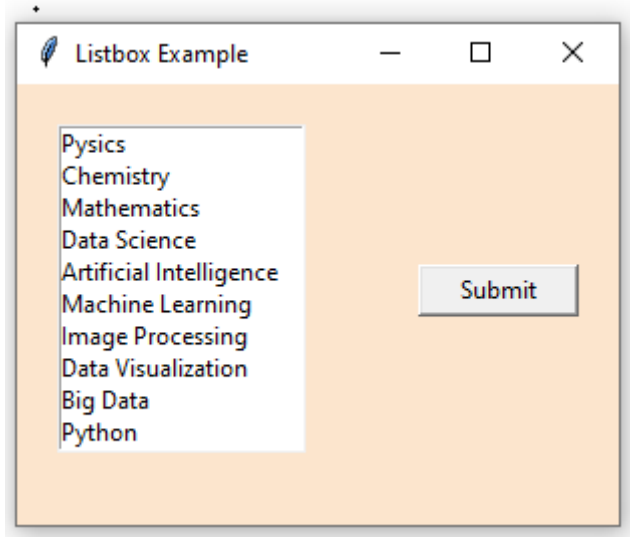 Listbox Example
Pysics
Chemistry
Mathematics
Data Science
Artificial Intelligence
Machine Learning
Image Processing
Data Visualization
Big Data
Python
Submit